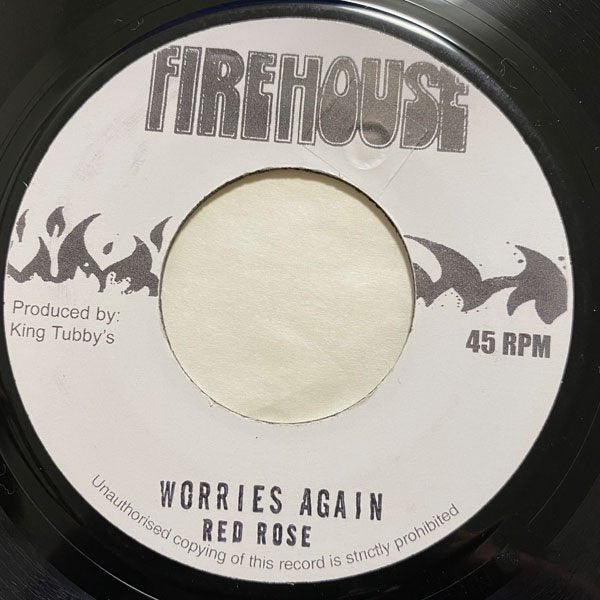 FIREHOUSE
Produced by:
King Tubby's
45 RPM
WORRIES AGAIN
RED ROSE
Unauthorised copying of this record is strictly prohibited